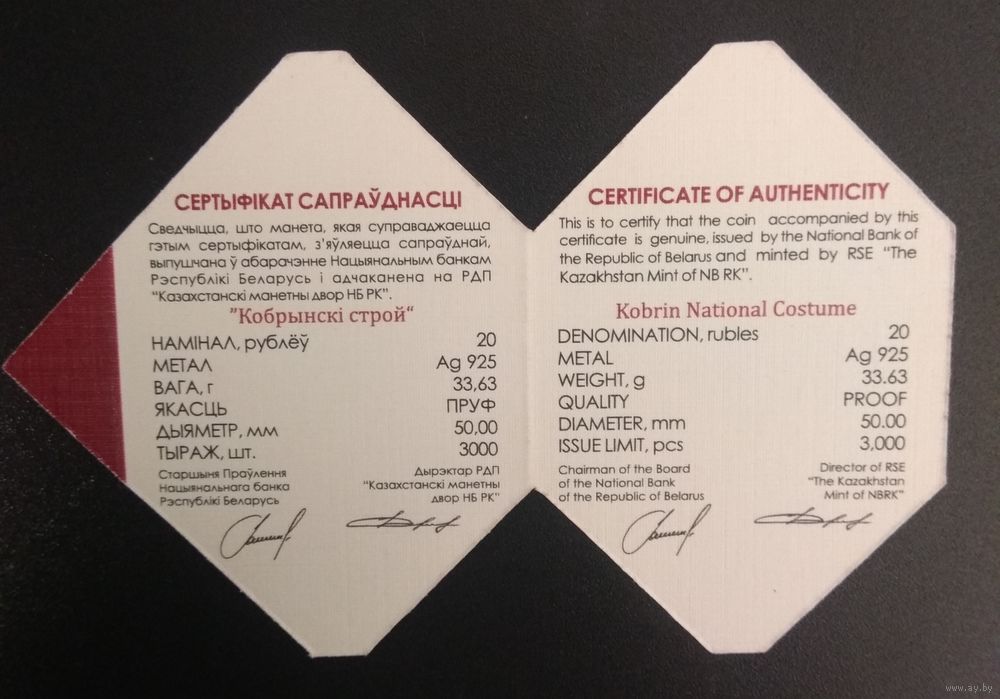 СЕРТЫФІКАТ САПРАЎДНАСЦІ
Сведчыцца, што манета, якая суправаджаецца
гэтым сертыфікатам, з'яўляецца сапраўднай,
выпушчана ў абарачэнне Нацыянальным банкам
Рэспублікі Беларусь і адчаканена на РДП
“Казахстанскі манетны двор НБ РК”.
"Кобрынскі строй“
НАМІНАЛ, рублёў 20
МЕТАЛ Ag 925
ВАГА, г 33,63
ЯКАСЦЬ ПРУФ
ДЫЯМЕТР, мм 50,00
ТЫРАЖ, шт. 3000
Старшыня Праўлення
Нацыянальнага банка
Рэспублікі Беларусь
Дырэктар РДП
“Казахстанскі манетны
двор НБ РК”
CERTIFICATE OF AUTHENTICITY
This is to certify that the coin accompanied by this
certificate is genuine, issued by the National Bank of
the Republic of Belarus and minted by RSE “The
Kazakhstan Mint of NB RK”.
Kobrin National Costume
DENOMINATION, rubles 20
METAL Ag 925
WEIGHT, g 33.63
QUALITY PROOF
DIAMETER, mm 50.00
ISSUE LIMIT, pcs 3,000
Chairman of the Board
of the National Bank
of the Republic of Belarus
Director of RSE
“The Kazakhstan
Mint of NBRK”
www.ay.by